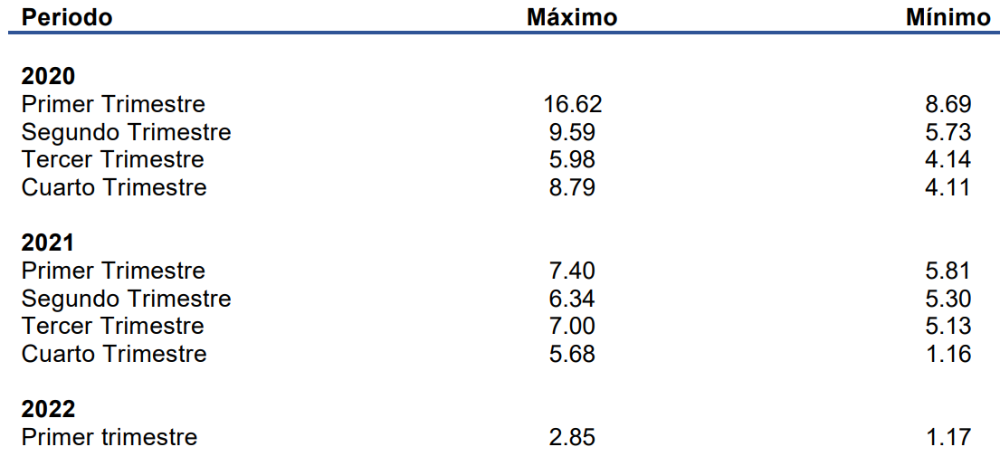 Periodo Máximo Mínimo
2020
Primer Trimestre 16.62 8.69
Segundo Trimestre 9.59 5.73
Tercer Trimestre 5.98 4.14
Cuarto Trimestre 8.79 4.11
2021
Primer Trimestre 7.40 5.81
Segundo Trimestre 6.34 5.30
Tercer Trimestre 7.00 5.13
Cuarto Trimestre 5.68 1.16
2022
Primer trimestre 2.85 1.17